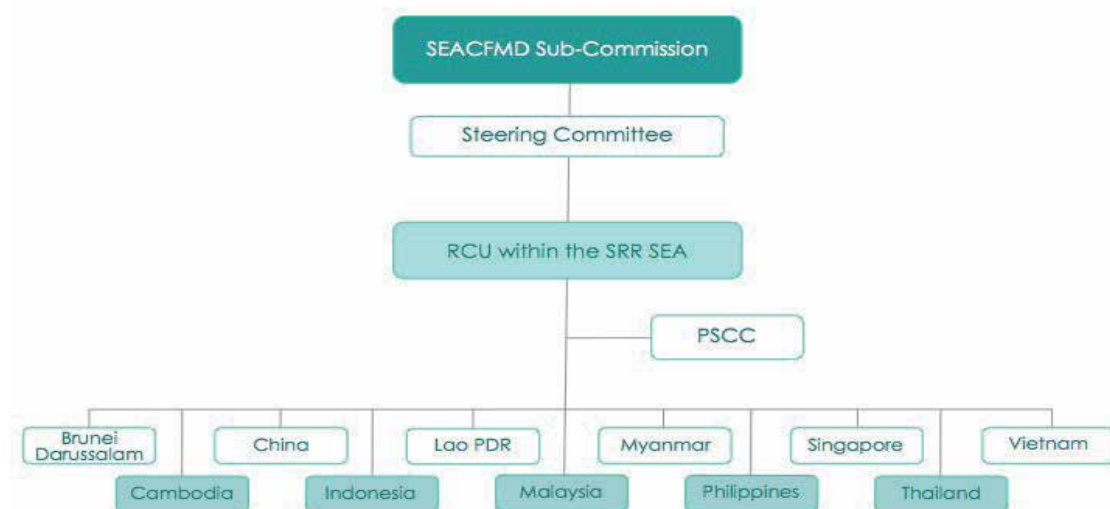 SEACFMD Sub-Commission
Steering Committee
RCU within the SRR SEA
PSCC
Brunei
Darussalam
China
Lao PDR
Myanmar
Singapore
Vietnam
Cambodia
Indonesia
Malaysia
Philippines
Thailand